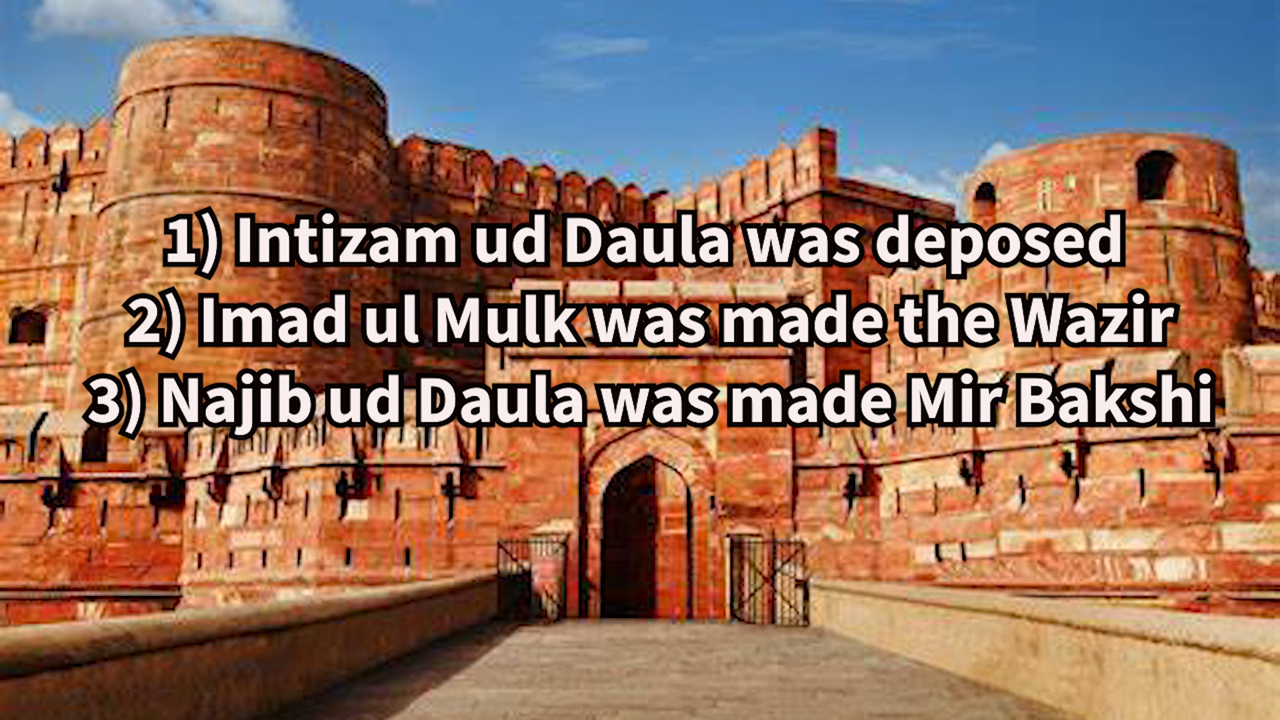 1) Intizam ud Daula was deposed
2) Imad ul Mulk was made the Wazir
3) Najib ud Daula was made Mir Bakshi